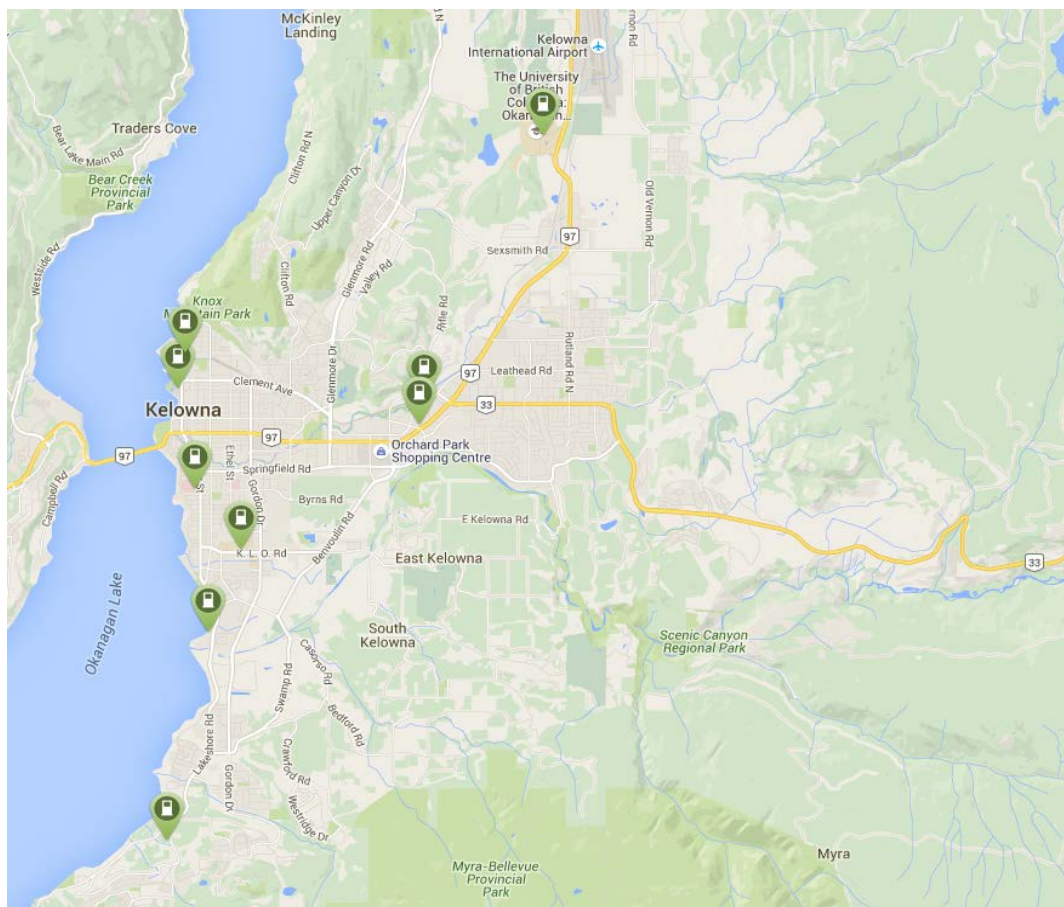 McKinley
Landing
N
Vernon Rd
Kelowna
International Airport
The University
of British
Okan
Traders Cove
Bear Lake Main Rd
Bear Creek
Provincial
Park
Clifton Rd N
Upper Canyon Dr
Old Vernon Rd
97
Westside Rd
Sexsmith Rd
Glenmore Rd
Valley Rd
Clifton Rd
Rifle Rd
Knox
Mountain Park
Glenmore Dr
Rutland Rd N
Leathead Rd
97
Clement Ave
33
Kelowna
97
97
Orchard Park
Shopping Centre
Ethel St
Springfield Rd
St
Gordon Dr
Byrns Rd
Campbell Rd
Benvoulin Rd
E Kelowna Rd
K. L. O. Rd
East Kelowna
33
Okanagan Lake
South
Kelowna
Scenic Canyon
Regional Park
Casorso Rd
Swamp Rd
Bedford Rd
Lakeshore Rd
Crawford Rd
Gordon Dr
Westridge Dr
Myra
Myra-Bellevue
Provincial
Park